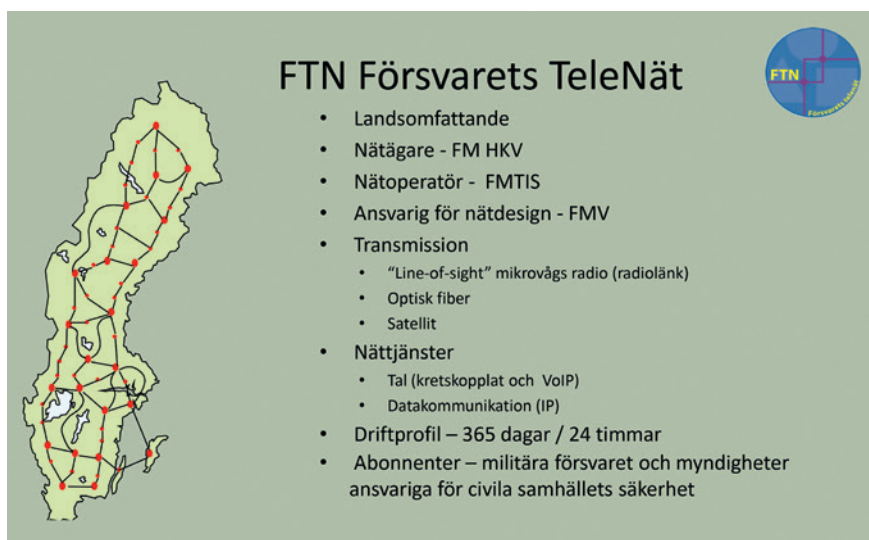 FTN Försvarets TeleNät
FTN
Försvarets telenät
• Landsomfattande
• Nätägare - FM HKV
• Nätoperatör - FMTIS
• Ansvarig för nätdesign - FMV
• Transmission
• “Line-of-sight” mikrovågs radio (radiolänk)
• Optisk fiber
• Satellit
• Nättjänster
• Tal (kretskopplat och VoIP)
• Datakommunikation (IP)
• Driftprofil – 365 dagar / 24 timmar
• Abonnenter – militära försvaret och myndigheter
ansvariga för civila samhällets säkerhet